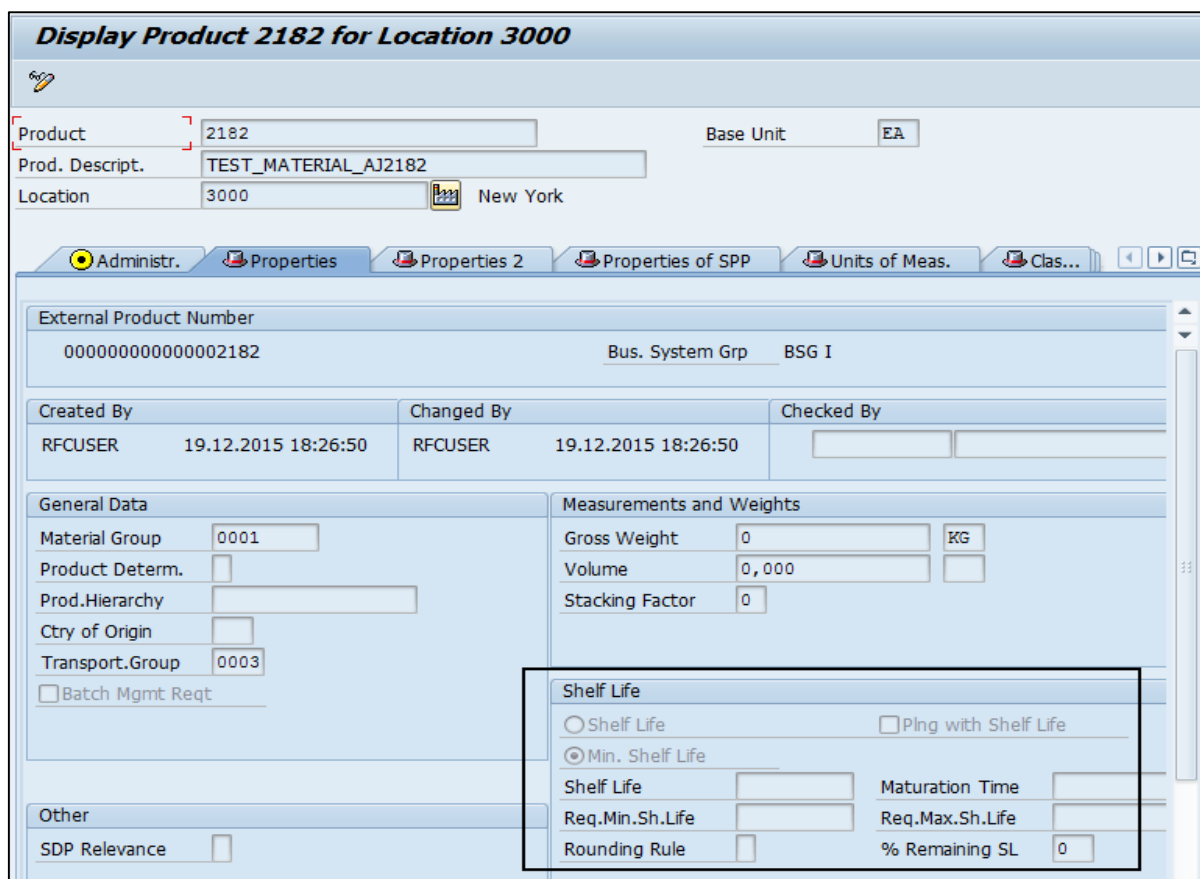 Display Product 2182 for Location 3000
Product 2182 Base Unit EA
Prod. Descript. TEST_MATERIAL_AJ2182
Location 3000 New York
Administr. Properties Properties 2 Properties of SPP Units of Meas. Clas...
External Product Number
000000000000002182 Bus. System Grp BSG I
Created By Changed By Checked By
RFCUSER 19.12.2015 18:26:50 RFCUSER 19.12.2015 18:26:50
General Data
Material Group 0001
Product Determ.
Prod.Hierarchy
Ctry of Origin
Transport.Group 0003
Batch Mgmt Reqt
Measurements and Weights
Gross Weight 0 KG
Volume 0,000
Stacking Factor 0
Shelf Life
Shelf Life Plng with Shelf Life
Min. Shelf Life
Shelf Life Maturation Time
Req.Min.Sh.Life Req.Max.Sh.Life
Rounding Rule % Remaining SL 0
Other
SDP Relevance